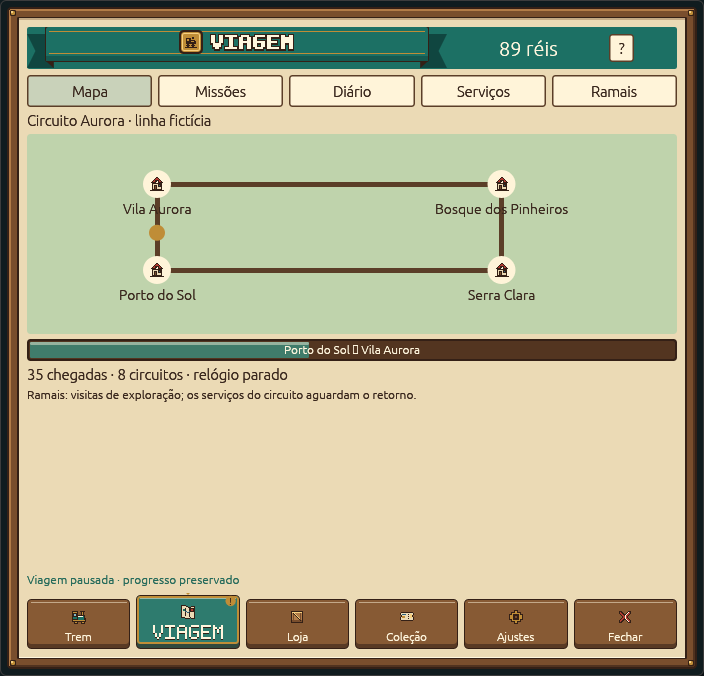 VIAGEM
89 réis
?
Mapa
Missões
Diário
Serviços
Ramais
Circuito Aurora · linha fictícia
Vila Aurora
Bosque dos Pinheiros
Porto do Sol
Serra Clara
Porto do Sol ▯ Vila Aurora
35 chegadas · 8 circuitos · relógio parado
Ramais: visitas de exploração; os serviços do circuito aguardam o retorno.
Viagem pausada · progresso preservado
!
Trem
VIAGEM
Loja
Coleção
Ajustes
Fechar